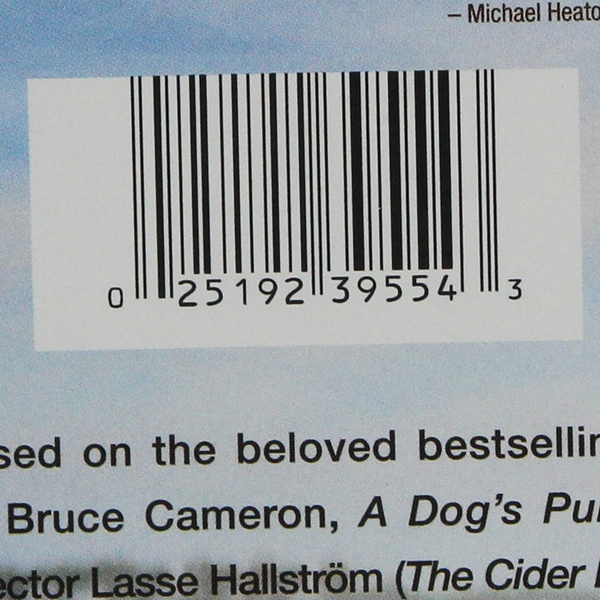 – Michael Heato
0 25192 39554 3
sed on the beloved bestsellin
Bruce Cameron, A Dog's Pu
ector Lasse Hallström (The Cider